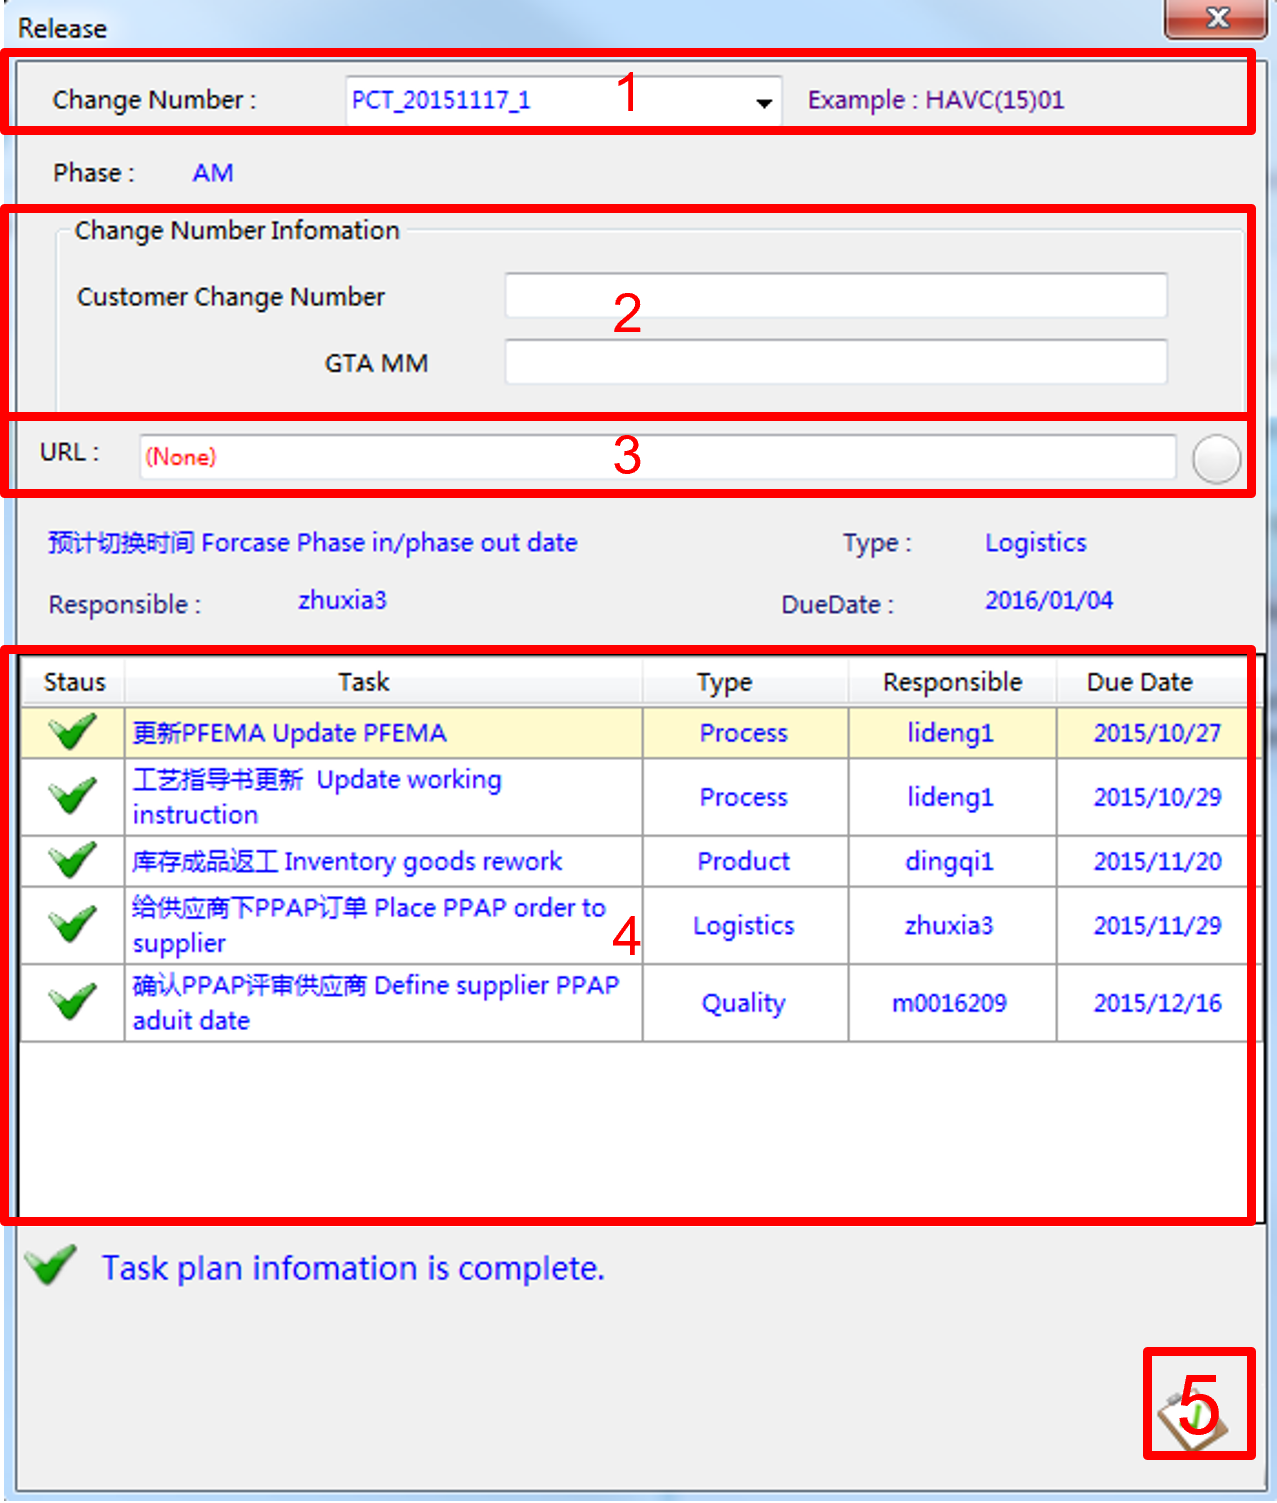 Release
X
Change Number :
PCT_20151117_1
1
Example : HAVC(15)01
Phase :
AM
Change Number Infomation
Customer Change Number
2
GTA MM
URL :
(None)
3
预计切换时间 Forcase Phase in/phase out date
Type :
Logistics
Responsible :
zhuxia3
DueDate :
2016/01/04
Staus Task Type Responsible Due Date
更新PFEMA Update PFEMA Process lideng1 2015/10/27
工艺指导书更新 Update working
instruction
Process lideng1 2015/10/29
库存成品返工 Inventory goods rework Product dingqi1 2015/11/20
给供应商下PPAP订单 Place PPAP order to
supplier
4
Logistics zhuxia3 2015/11/29
确认PPAP评审供应商 Define supplier PPAP
aduit date
Quality m0016209 2015/12/16
Task plan infomation is complete.
5